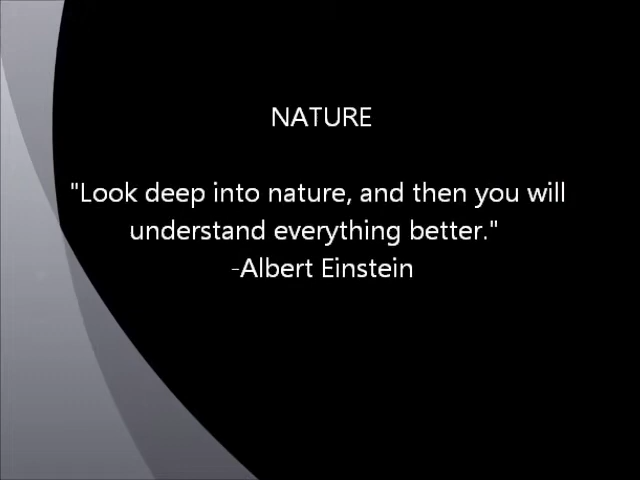 NATURE
"Look deep into nature, and then you will
understand everything better."
-Albert Einstein